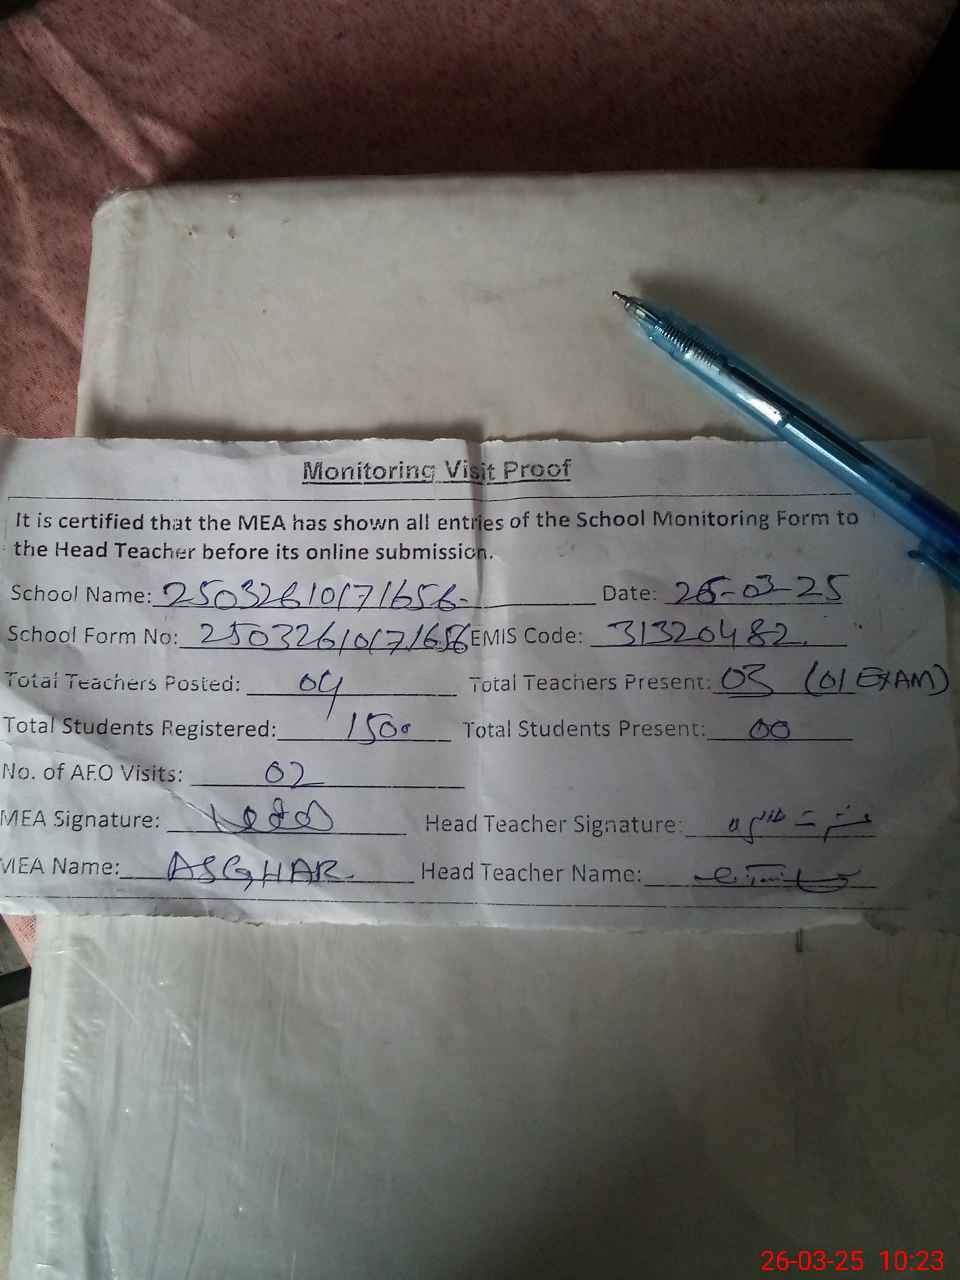 Monitoring Visit Proof
It is certified that the MEA has shown all entries of the School Monitoring Form to
the Head Teacher before its online submission.
School Name: 25032610171656- Date: 26-03-25
School Form No: 25032610171656 EMIS Code: 31320482.
Total Teachers Posted: 04 Total Teachers Present: 03 (01 EXAM)
Total Students Registered: 150 Total Students Present: 00
No. of AEO Visits: 02
MEA Signature: Head Teacher Signature:
MEA Name: ASGHAR. Head Teacher Name:
26-03-25 10:23